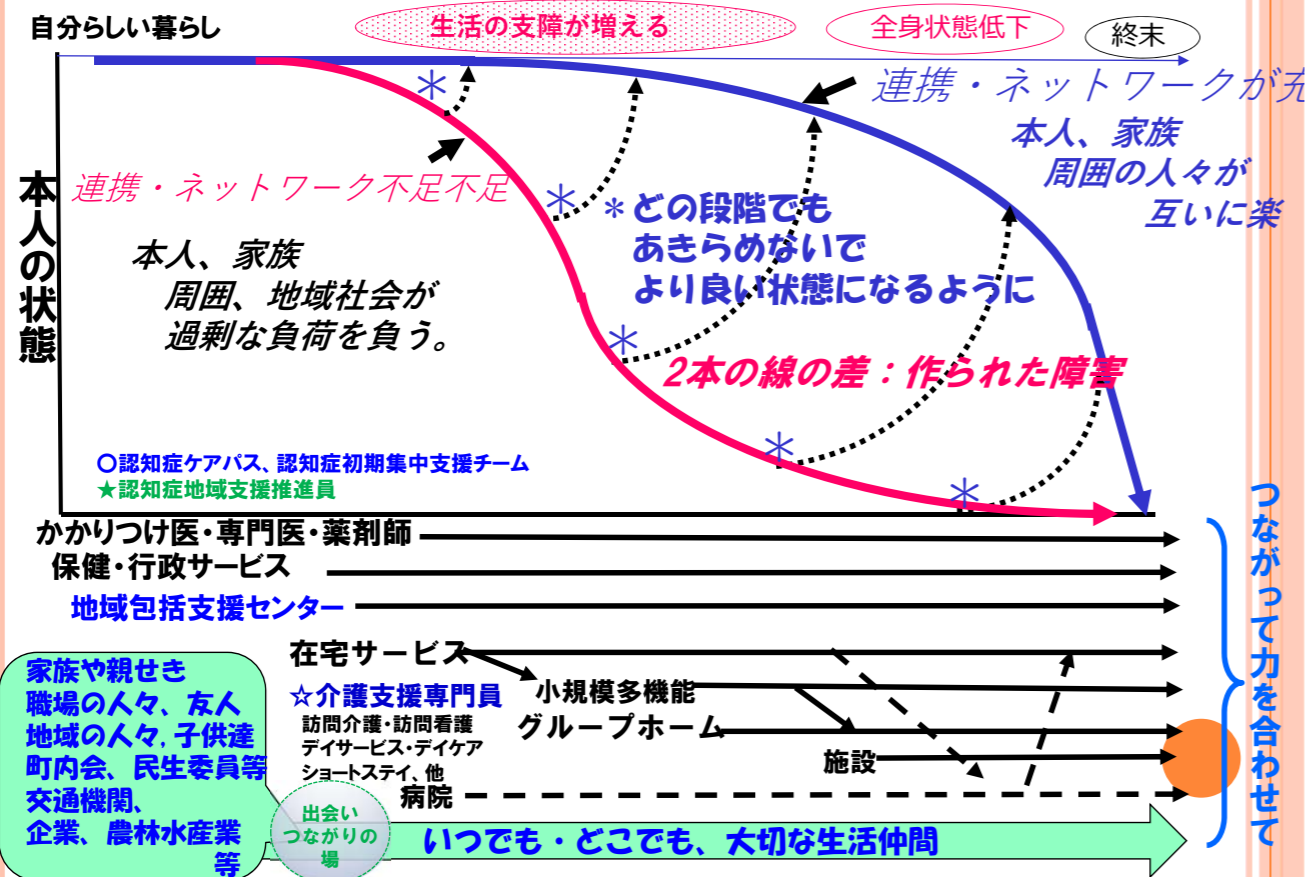 自分らしい暮らし
生活の支障が増える
全身状態低下
終末
本人の状態
連携・ネットワークが充
本人、家族
周囲の人々が
互いに楽
連携・ネットワーク不足不足
本人、家族
周囲、地域社会が
過剰な負荷を負う。
*
*
*
*
*
*どの段階でも
あきらめないで
より良い状態になるように
2本の線の差：作られた障害
○認知症ケアパス、認知症初期集中支援チーム
★認知症地域支援推進員
かかりつけ医・専門医・薬剤師
保健・行政サービス
地域包括支援センター
在宅サービス
☆介護支援専門員
訪問介護・訪問看護
デイサービス・デイケア
ショートステイ、他
小規模多機能
グループホーム
施設
病院
家族や親せき
職場の人々、友人
地域の人々,子供達
町内会、民生委員等
交通機関、
企業、農林水産業
等
出会い
つながりの
場
いつでも・どこでも、大切な生活仲間
つながって力を合わせて